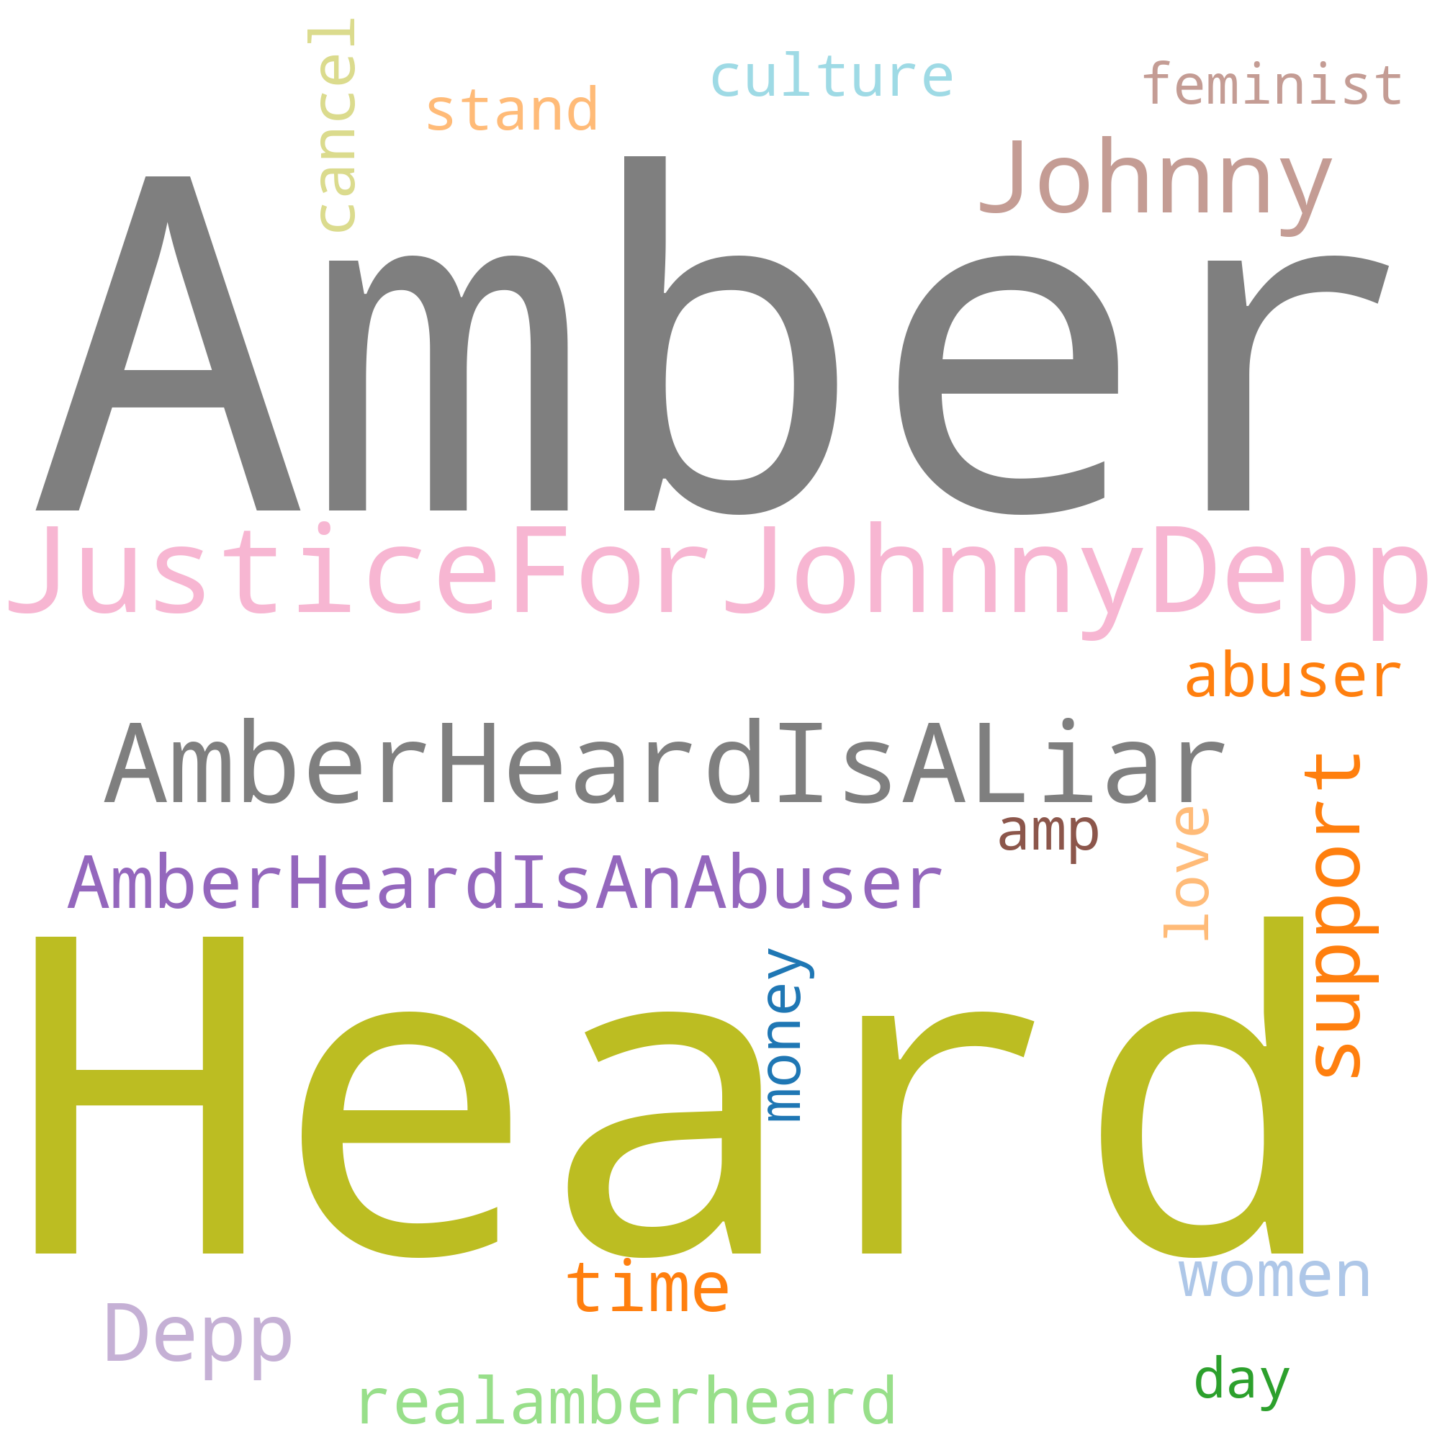 cancel
stand
culture
feminist
Johnny
Amber
JusticeForJohnnyDepp
abuser
AmberHeardIsALiar
amp
love
support
AmberHeardIsAnAbuser
Heard
money
time
women
Depp
realamberheard
day